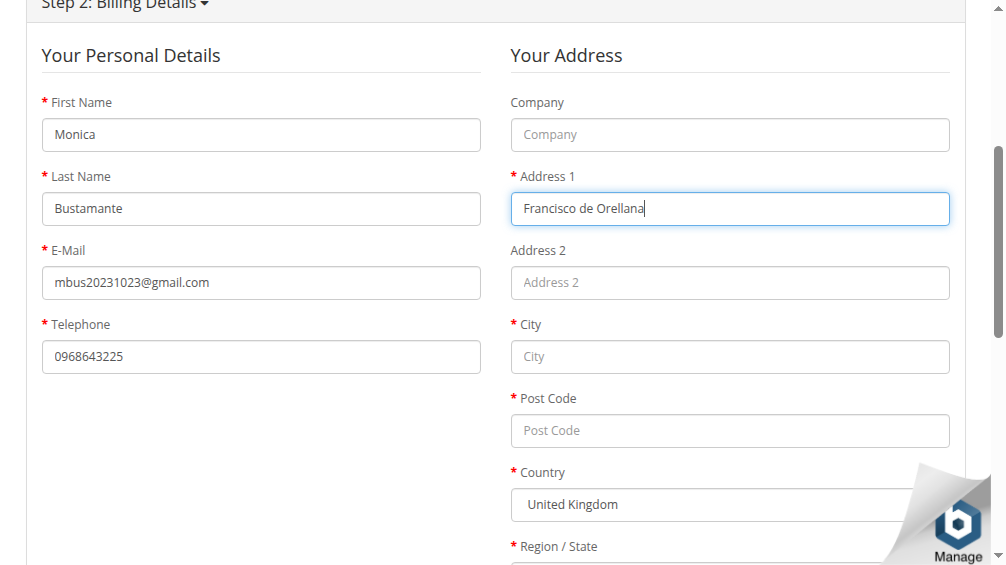 Step 2: Billing Details
Your Personal Details
* First Name
Monica
* Last Name
Bustamante
* E-Mail
mbus20231023@gmail.com
* Telephone
0968643225
Your Address
Company
Company
* Address 1
Francisco de Orellana
Address 2
Address 2
* City
City
* Post Code
Post Code
* Country
United Kingdom
* Region / State
b
Manage